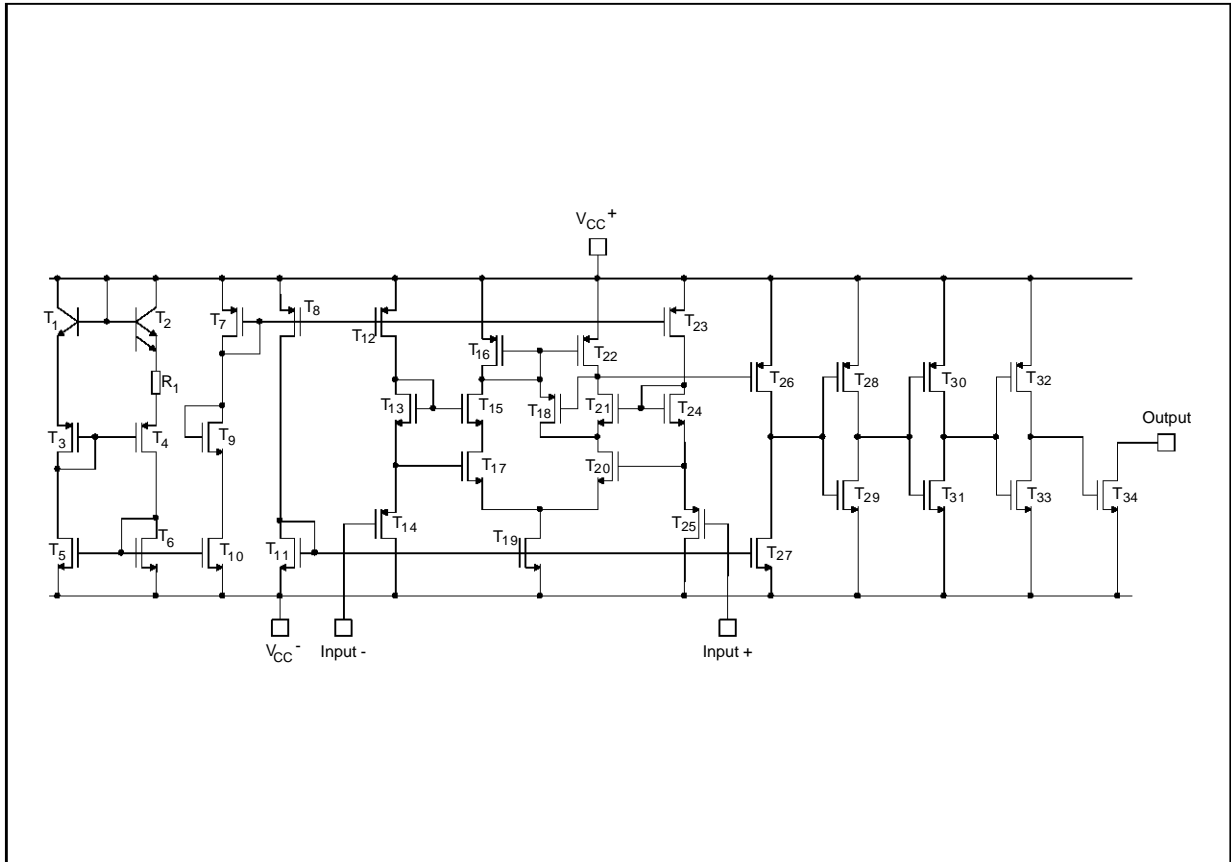 VCC+
T1
T2
T7
T8
T12
T23
T16
T22
T26
T28
T30
T32
R1
T13
T15
T18
T21
T24
T3
T4
T9
T17
T20
Output
T14
T25
T29
T31
T33
T34
T5
T6
T10
T11
T19
T27
VCC-
Input -
Input +